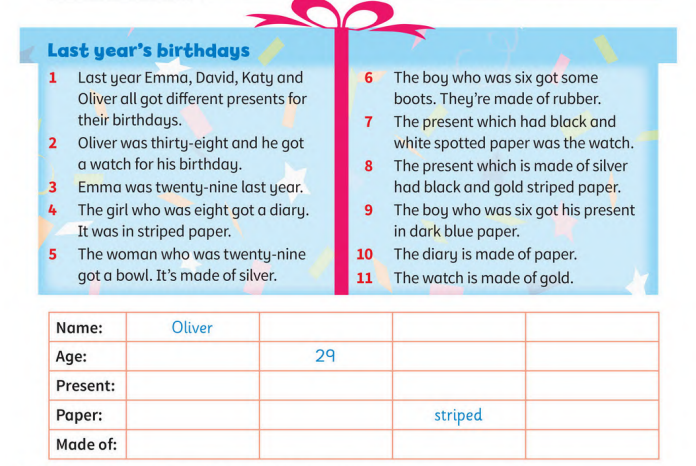 Last year's birthdays
1 Last year Emma, David, Katy and
Oliver all got different presents for
their birthdays.
2 Oliver was thirty-eight and he got
a watch for his birthday.
3 Emma was twenty-nine last year.
4 The girl who was eight got a diary.
It was in striped paper.
5 The woman who was twenty-nine
got a bowl. It's made of silver.
6 The boy who was six got some
boots. They're made of rubber.
7 The present which had black and
white spotted paper was the watch.
8 The present which is made of silver
had black and gold striped paper.
9 The boy who was six got his present
in dark blue paper.
10 The diary is made of paper.
11 The watch is made of gold.
Name: Oliver
Age: 29
Present:
Paper: striped
Made of: